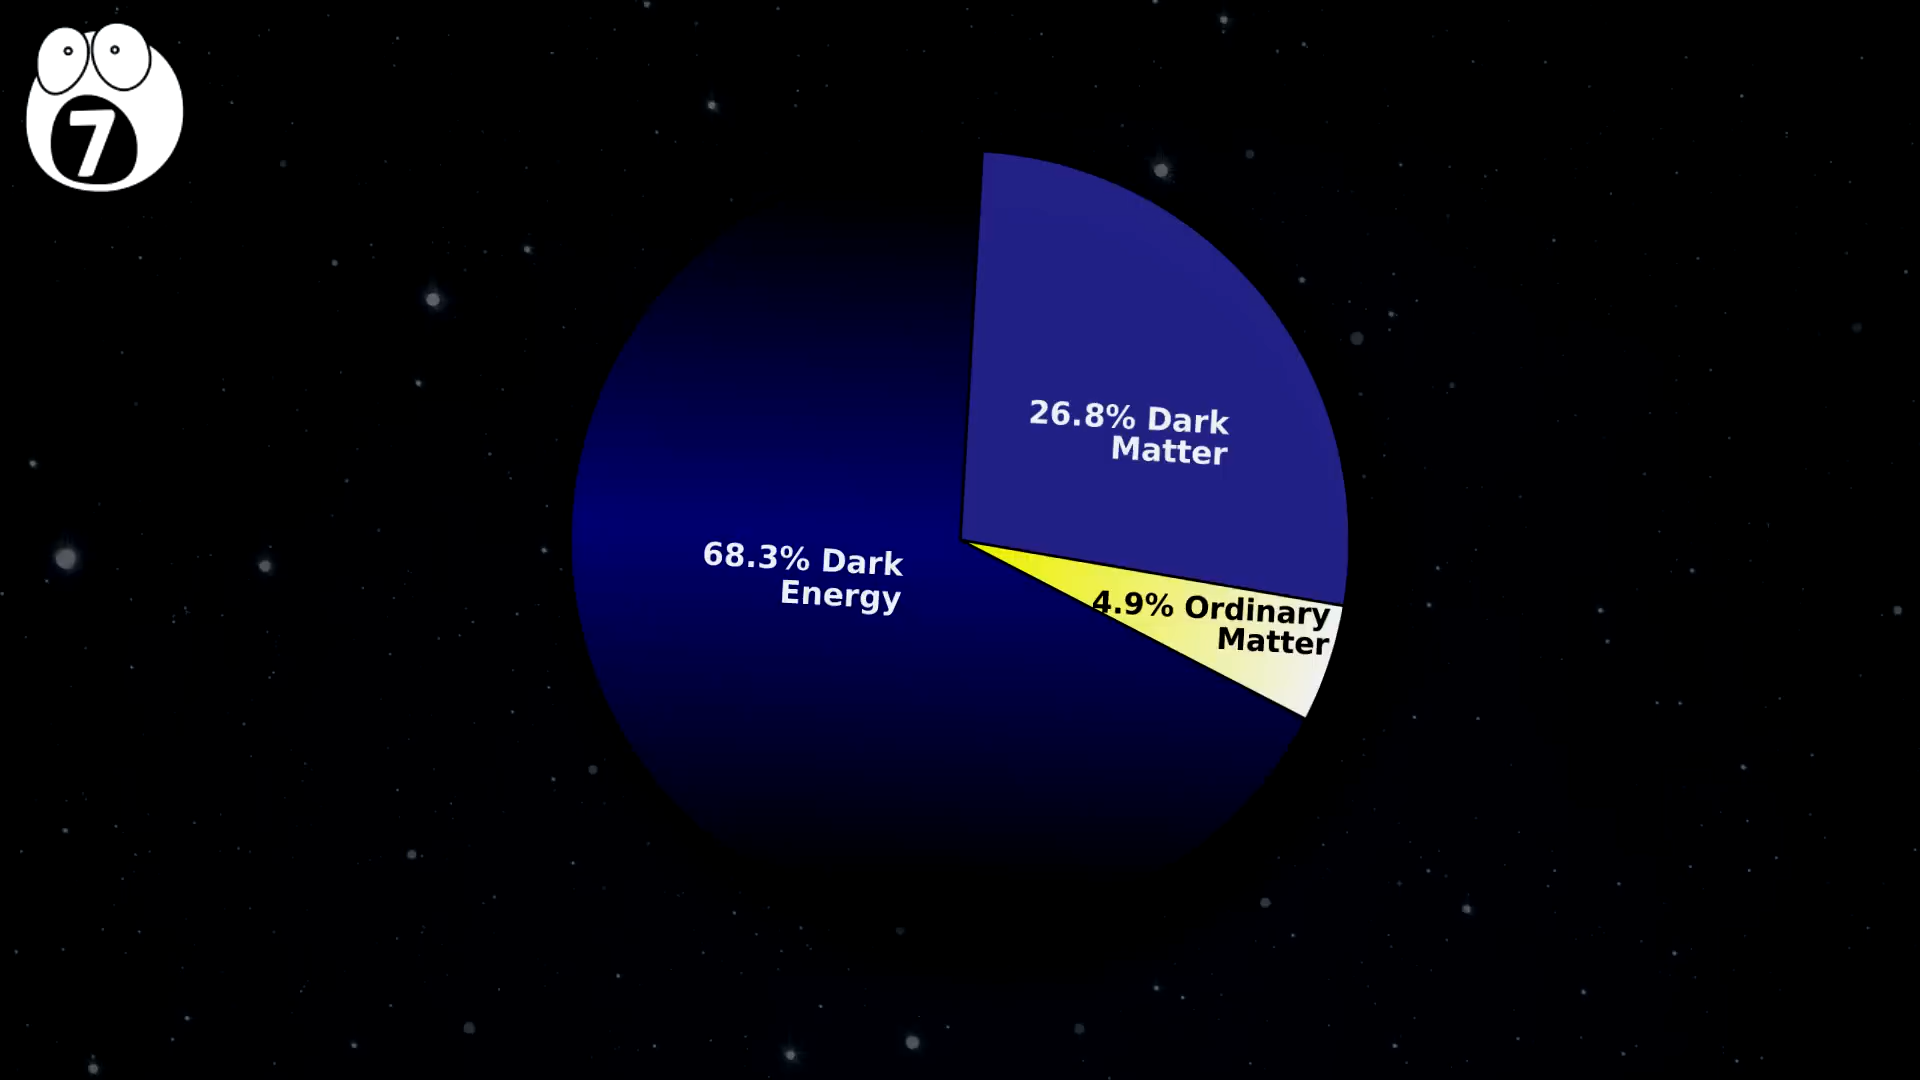 7
26.8% Dark
Matter
68.3% Dark
Energy
4.9% Ordinary
Matter